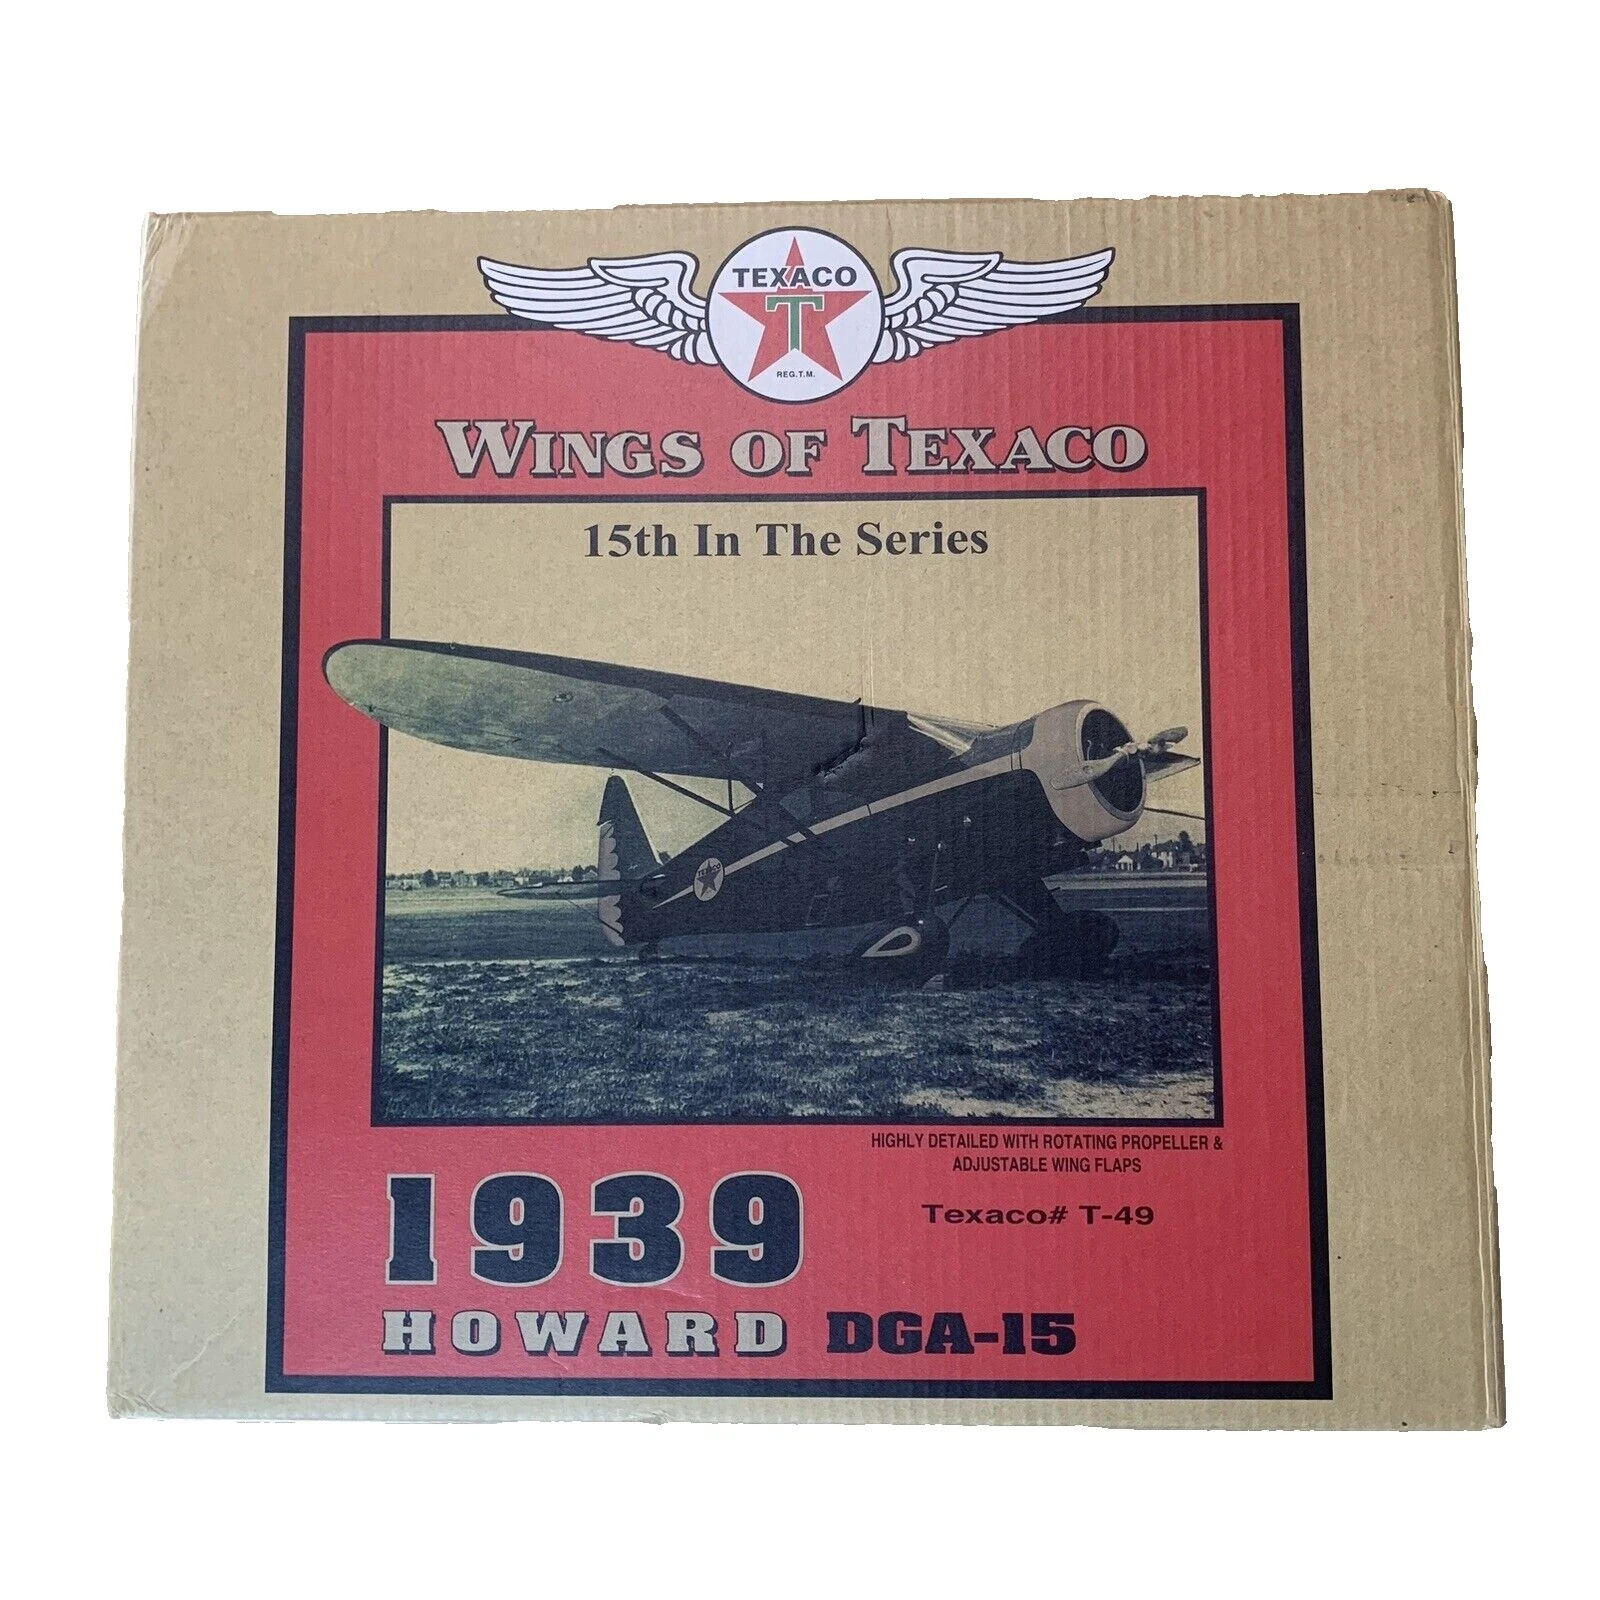 TEXACO
T
REG.T.M.
WINGS OF TEXACO
15th In The Series
TEXACO
HIGHLY DETAILED WITH ROTATING PROPELLER &
ADJUSTABLE WING FLAPS
Texaco# T-49
1939
HOWARD DGA-15